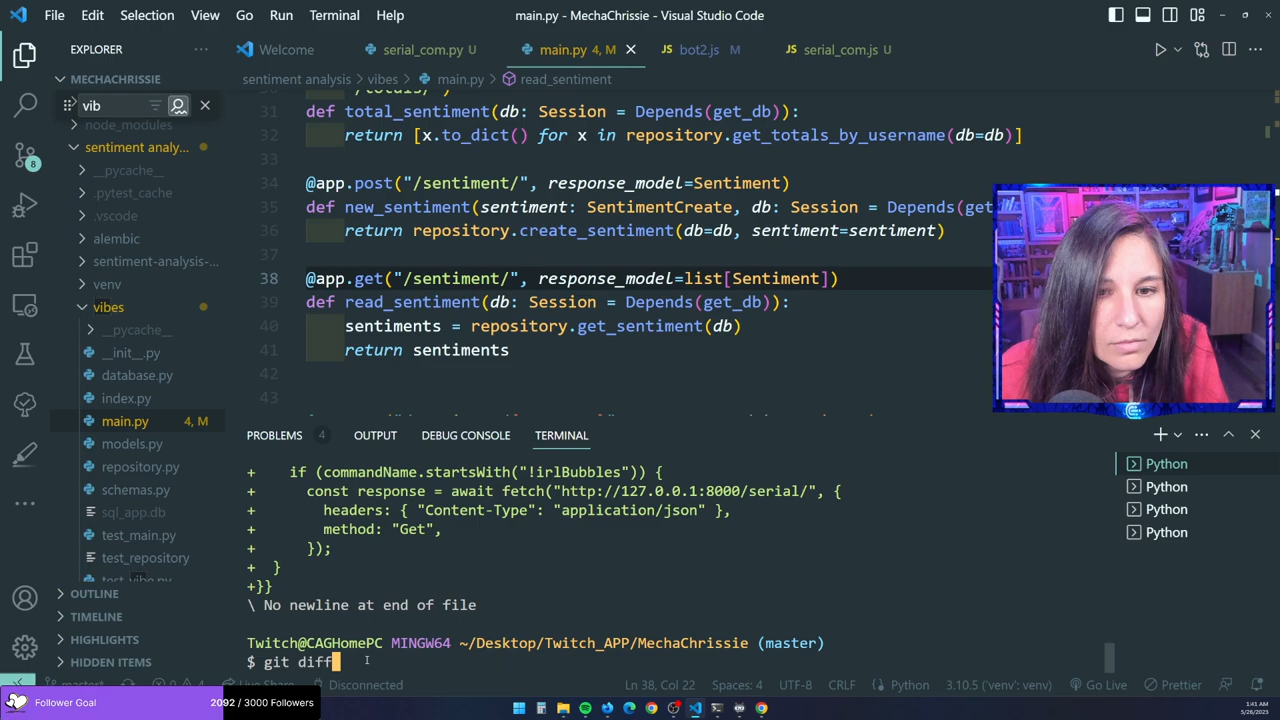 File Edit Selection View Go Run Terminal Help
main.py - MechaChrissie - Visual Studio Code
EXPLORER
MECHACHRISSIE
vib
node_modules
sentiment analy...
__pycache__
.pytest_cache
.vscode
alembic
sentiment-analysis-...
venv
vibes
__pycache__
__init__.py
database.py
index.py
main.py 4, M
models.py
repository.py
schemas.py
sql_app.db
test_main.py
test_repository
test_vibe.py
OUTLINE
TIMELINE
HIGHLIGHTS
HIDDEN ITEMS
8
Welcome
serial_com.py U
main.py 4, M
bot2.js M
serial_com.js U
sentiment analysis > vibes > main.py > read_sentiment
31 def total_sentiment(db: Session = Depends(get_db)):
32 return [x.to_dict() for x in repository.get_totals_by_username(db=db)]
33
34 @app.post("/sentiment/", response_model=Sentiment)
35 def new_sentiment(sentiment: SentimentCreate, db: Session = Depends(get
36 return repository.create_sentiment(db=db, sentiment=sentiment)
37
38 @app.get("/sentiment/", response_model=list[Sentiment])
39 def read_sentiment(db: Session = Depends(get_db)):
40 sentiments = repository.get_sentiment(db)
41 return sentiments
42
43
PROBLEMS 4 OUTPUT DEBUG CONSOLE TERMINAL
+ if (commandName.startsWith("!irlBubbles")) {
+ const response = await fetch("http://127.0.0.1:8000/serial/", {
+ headers: { "Content-Type": "application/json" },
+ method: "Get",
+ });
+ }
+}}
\ No newline at end of file
Twitch@CAGHomePC MINGW64 ~/Desktop/Twitch_APP/MechaChrissie (master)
$ git diff
Python
Python
Python
Python
Live Share
Disconnected
Ln 38, Col 22 Spaces: 4 UTF-8 CRLF Python 3.10.5 ('venv': venv) Go Live Prettier
Follower Goal 2092 / 3000 Followers
1:41 AM
5/26/2023